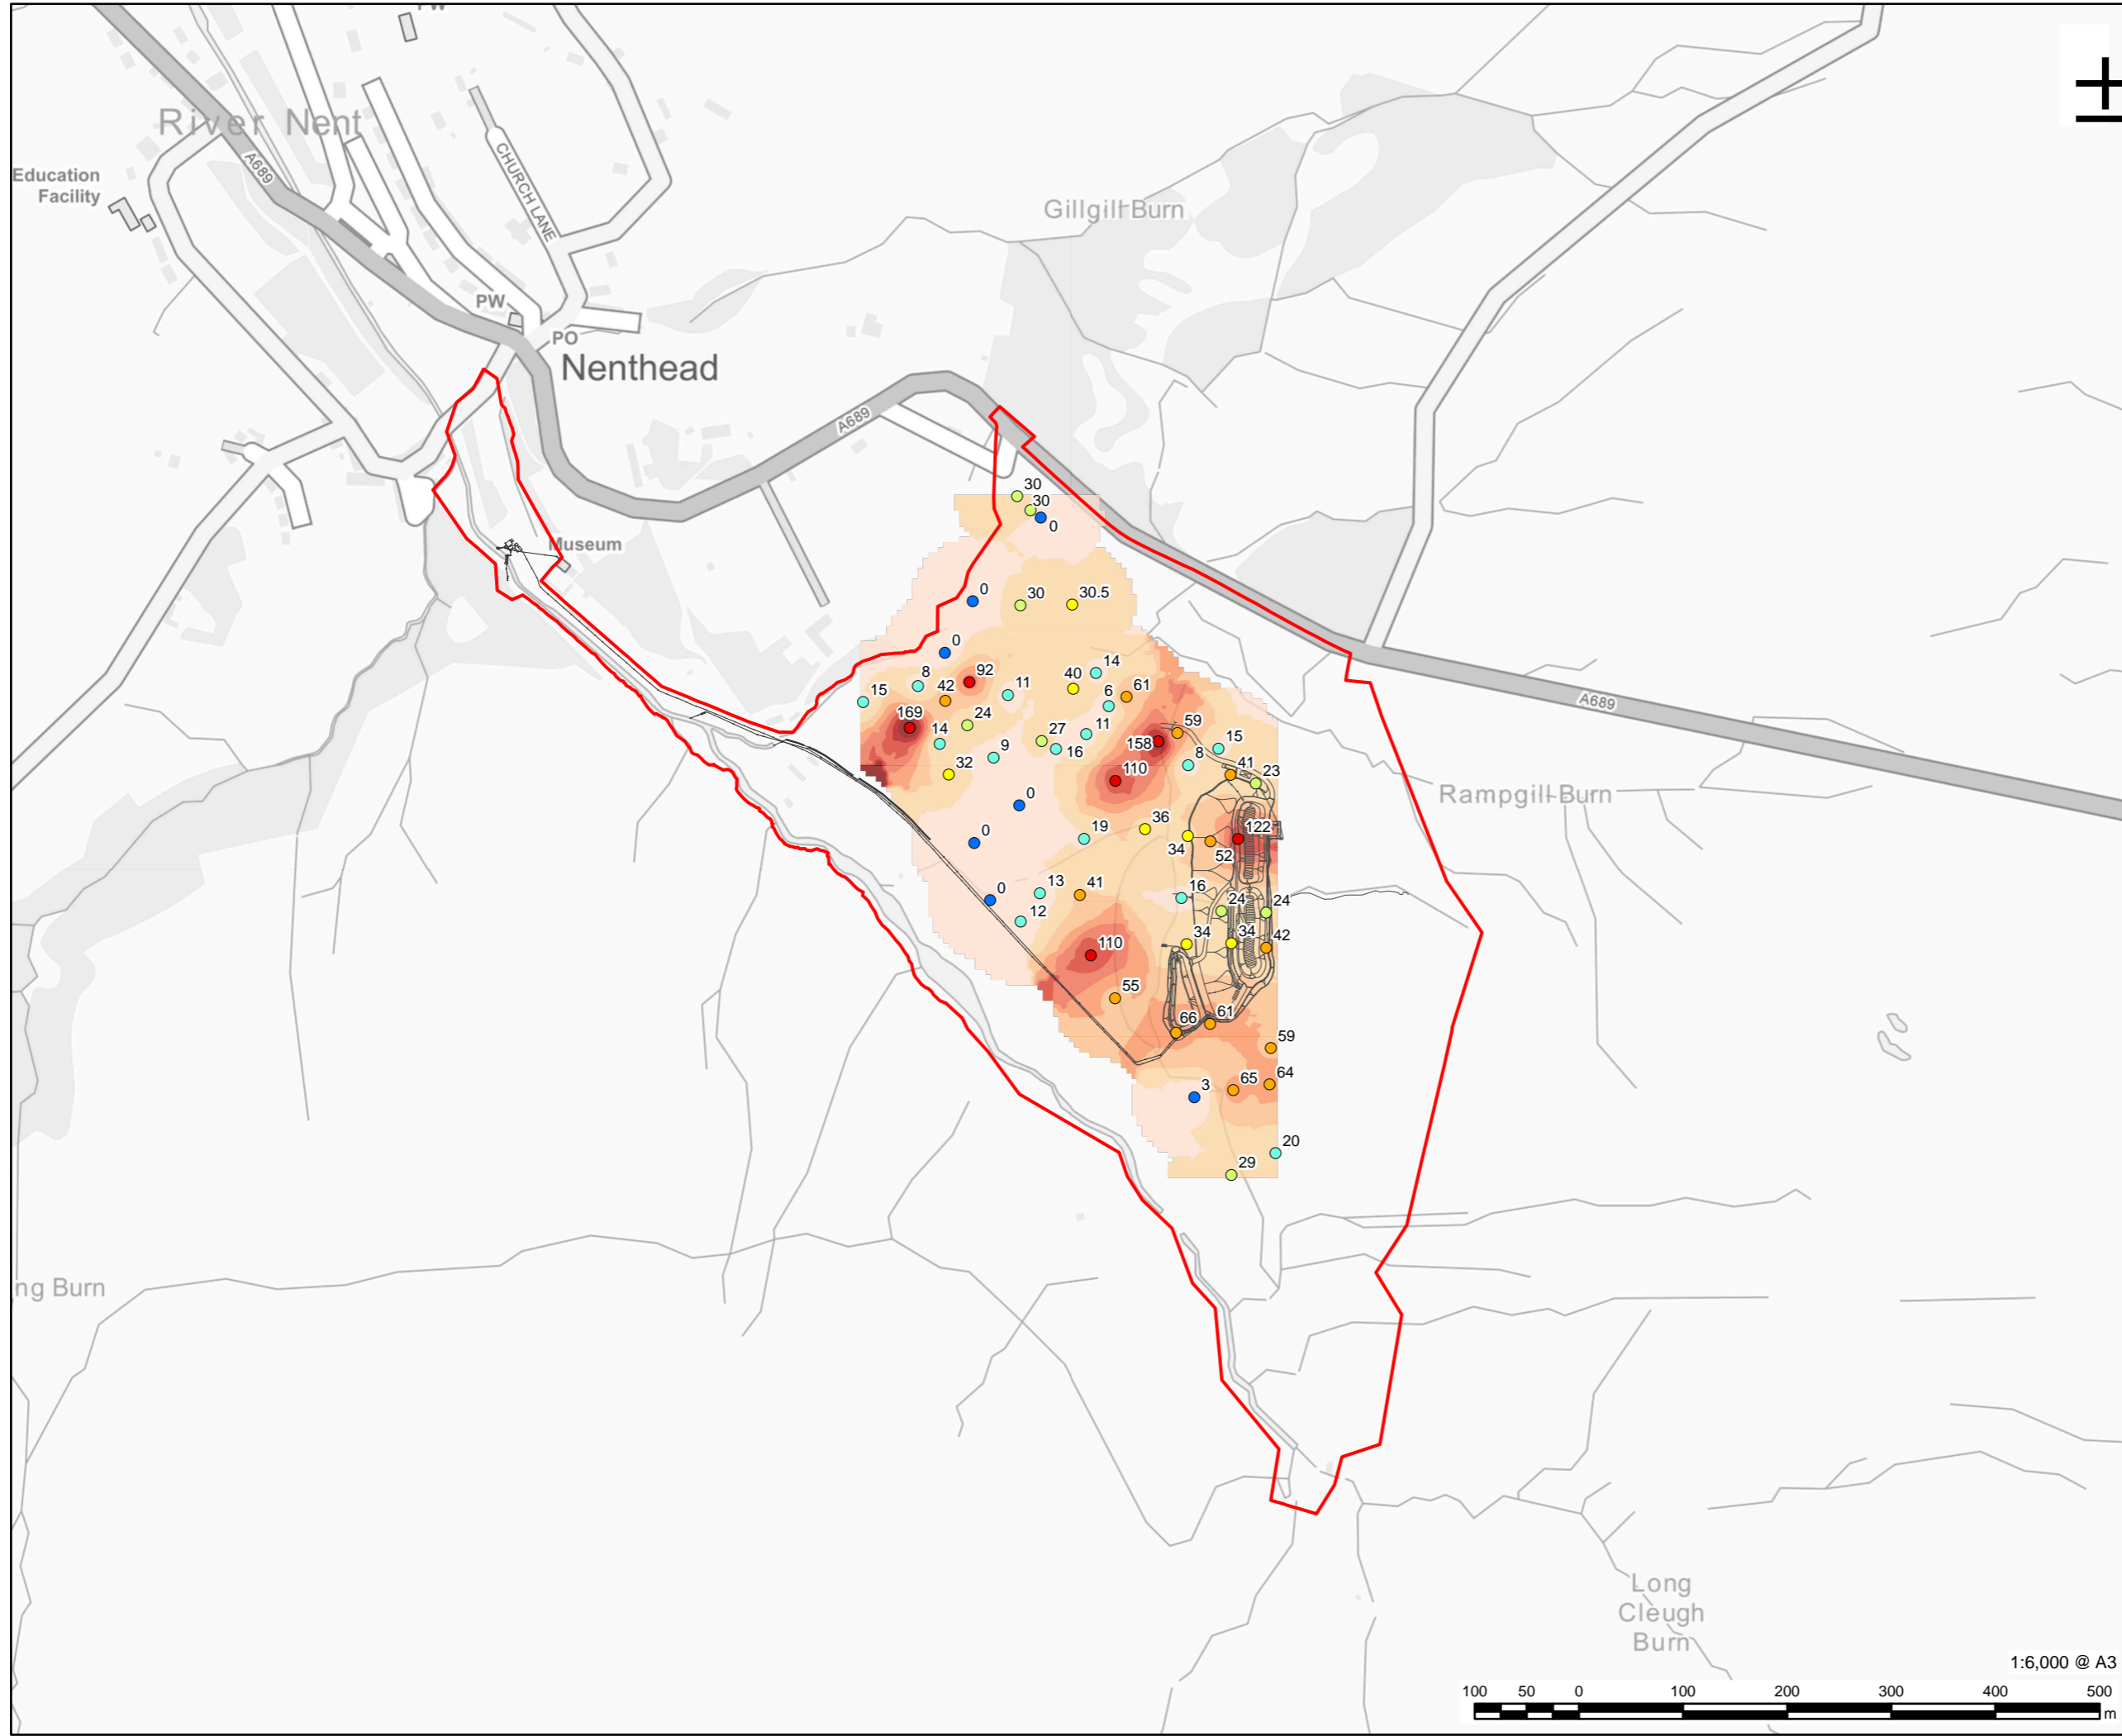 River Nent
A689
CHURCH LANE
Education
Facility
Gillgill Burn
PW
PO
Nenthead
A689
30
30
0
Museum
0
30
30.5
0
8
92
11
40
14
6
61
15
42
169
14
24
27
16
11
59
158
15
A689
9
32
110
8
41
23
Rampgill Burn
0
0
19
36
34
52
122
0
13
41
16
24
24
12
110
34
34
42
55
66
61
59
3
65
64
20
29
ng Burn
Long
Cleugh
Burn
1:6,000 @ A3
100 50 0 100 200 300 400 500
m